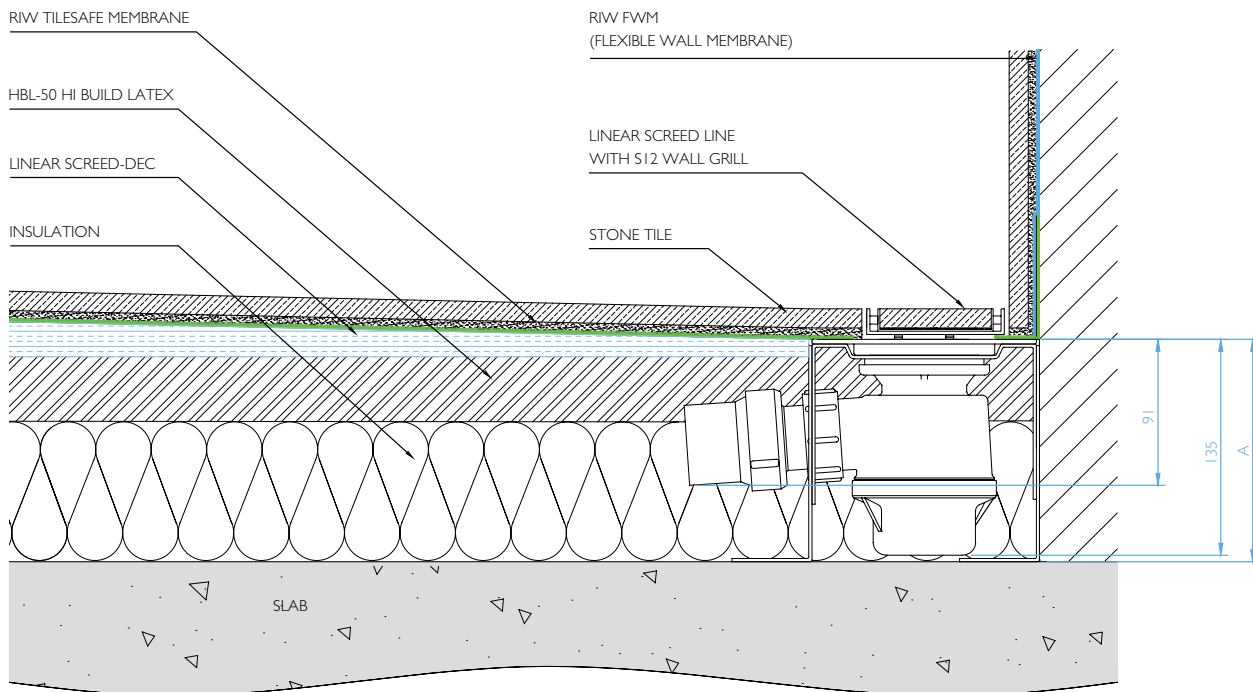 RIW TILESAFE MEMBRANE
HBL-50 HI BUILD LATEX
LINEAR SCREED-DEC
INSULATION
RIW FWM
(FLEXIBLE WALL MEMBRANE)
LINEAR SCREED LINE
WITH S12 WALL GRILL
STONE TILE
91
135
A
SLAB